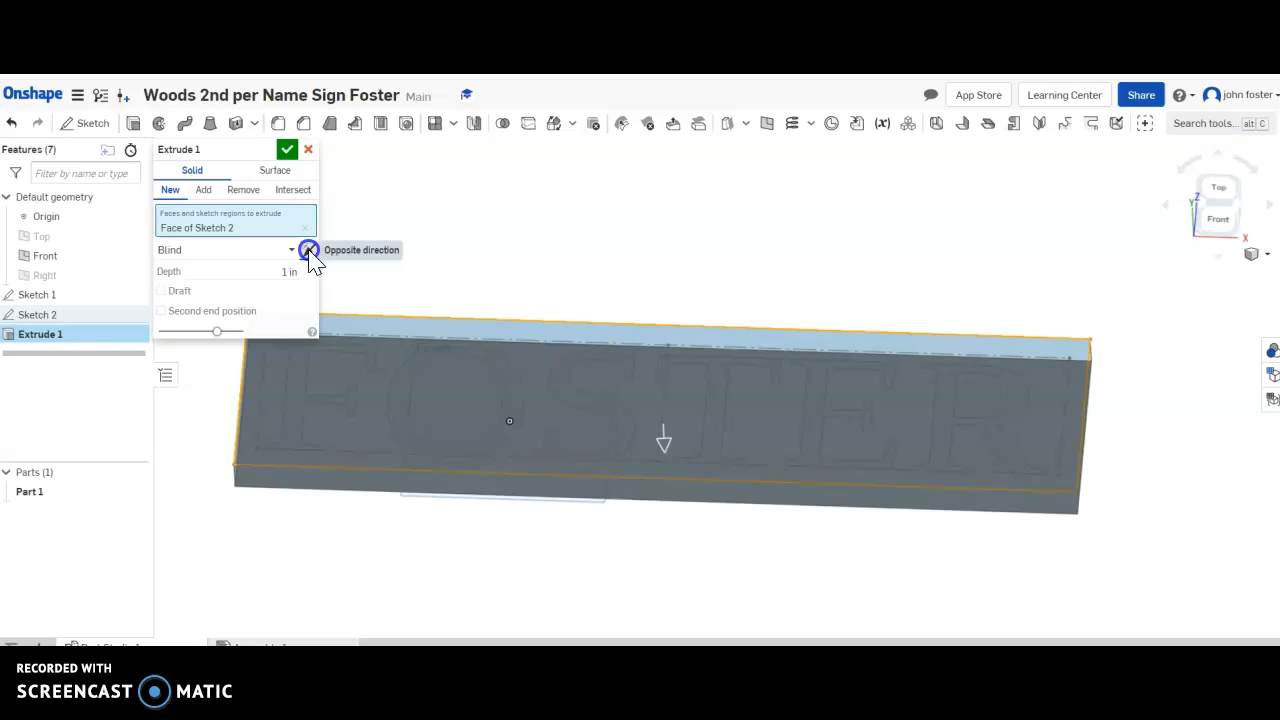 Onshape
Woods 2nd per Name Sign Foster Main
App Store
Learning Center
Share
john foster
Sketch
Search tools... alt C
Features (7)
Filter by name or type
Default geometry
Origin
Top
Front
Right
Sketch 1
Sketch 2
Extrude 1
Parts (1)
Part 1
Extrude 1
Solid Surface
New Add Remove Intersect
Faces and sketch regions to extrude
Face of Sketch 2
Blind
Opposite direction
Depth 1 in
Draft
Second end position
FOSTER
Top
Front
Z
Y
X
RECORDED WITH
SCREENCAST MATIC